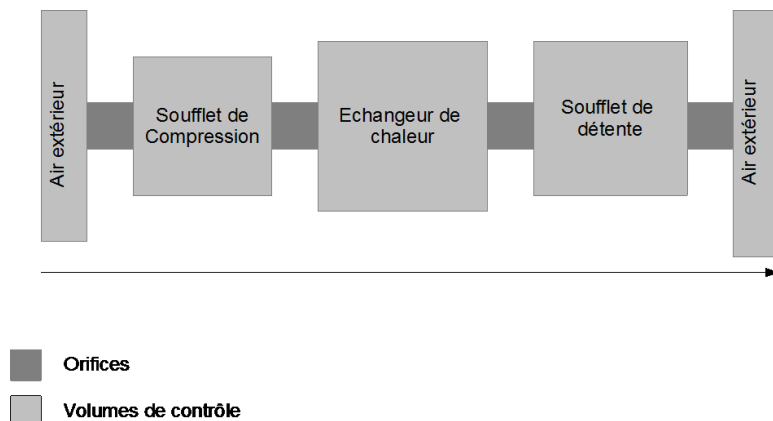 Air extérieur
Soufflet de
Compression
Echangeur de
chaleur
Soufflet de
détente
Air extérieur
Orifices
Volumes de contrôle